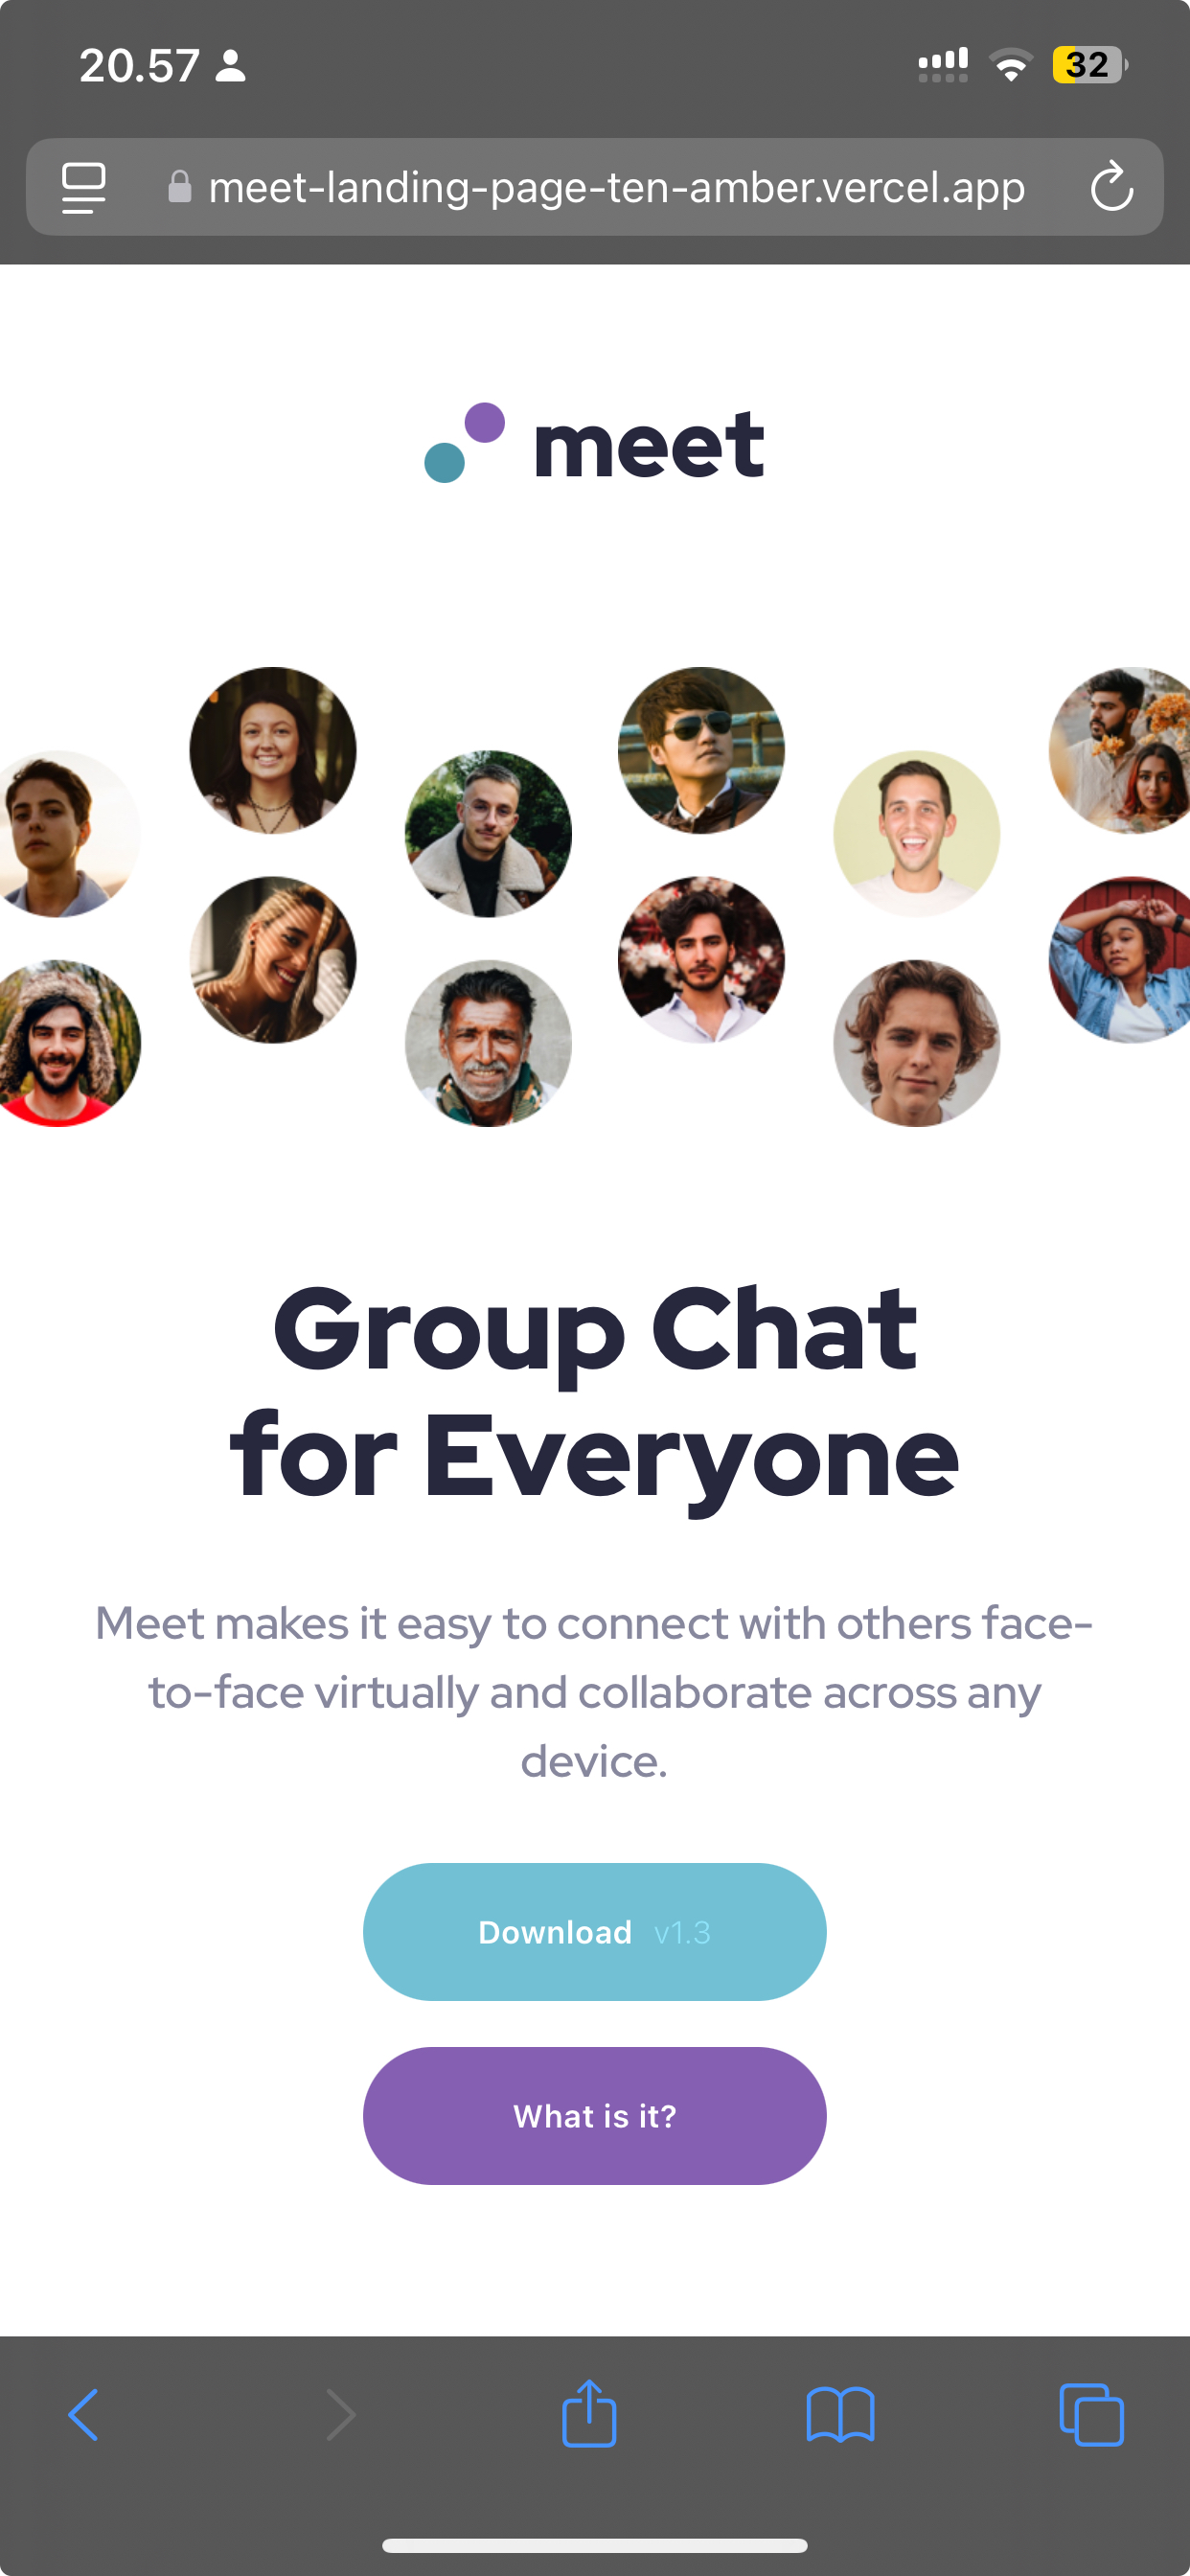 20.57
32
meet-landing-page-ten-amber.vercel.app
meet
Group Chat
for Everyone
Meet makes it easy to connect with others face-
to-face virtually and collaborate across any
device.
Download v1.3
What is it?